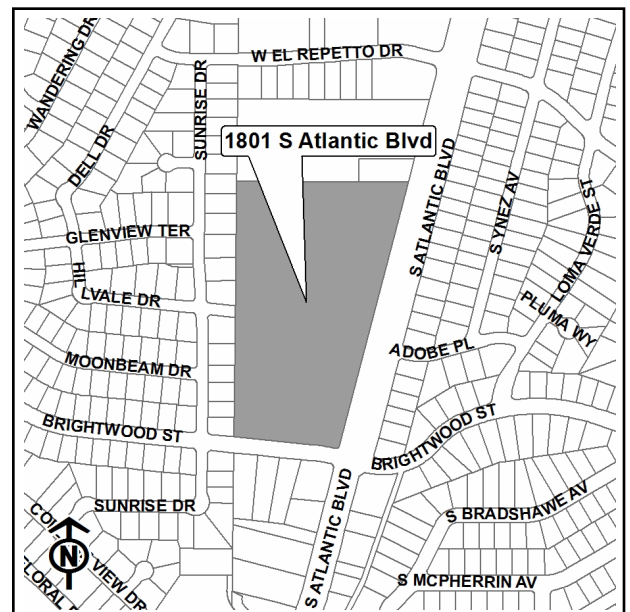 W EL REPETTO DR
WANDERING DR
SUNRISE DR
1801 S Atlantic Blvd
DELL DR
S ATLANTIC BLVD
S YNEZ AV
LOMA VERDE ST
GLENVIEW TER
HIL
LVALE DR
PLUMA WY
ADOBE PL
MOONBEAM DR
BRIGHTWOOD ST
BRIGHTWOOD ST
SUNRISE DR
S ATLANTIC BLVD
S BRADSHAWE AV
VIEW DR
N
S MCPHERRIN AV